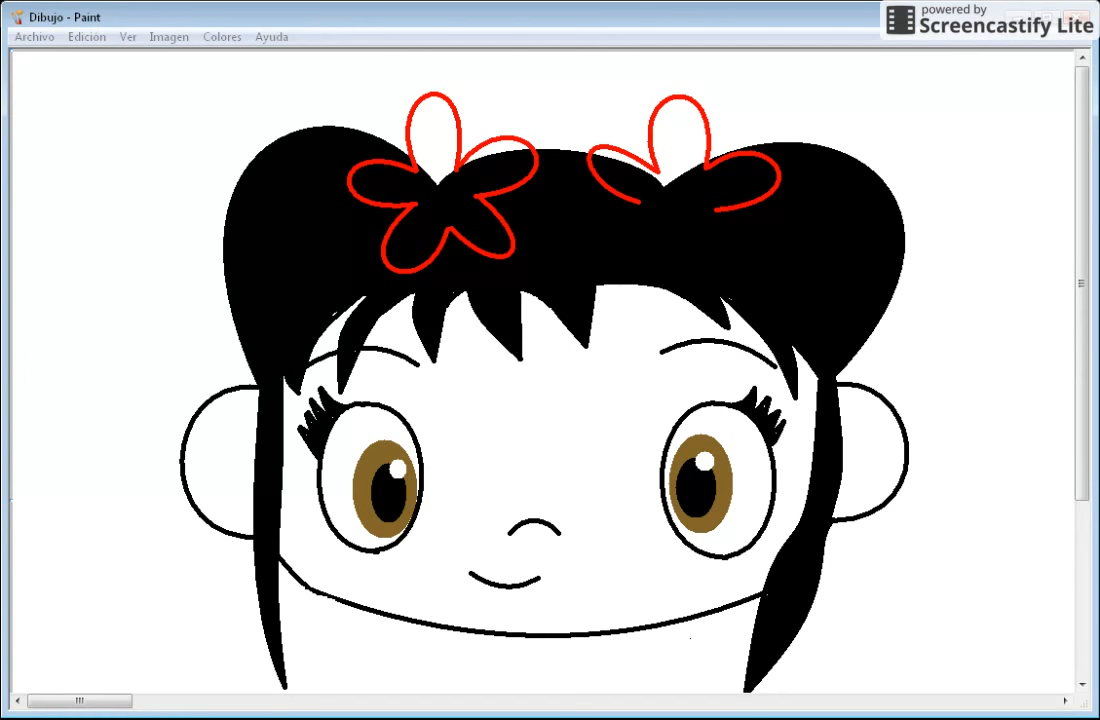 Dibujo - Paint
powered by
Screencastify Lite
Archivo Edición Ver Imagen Colores Ayuda